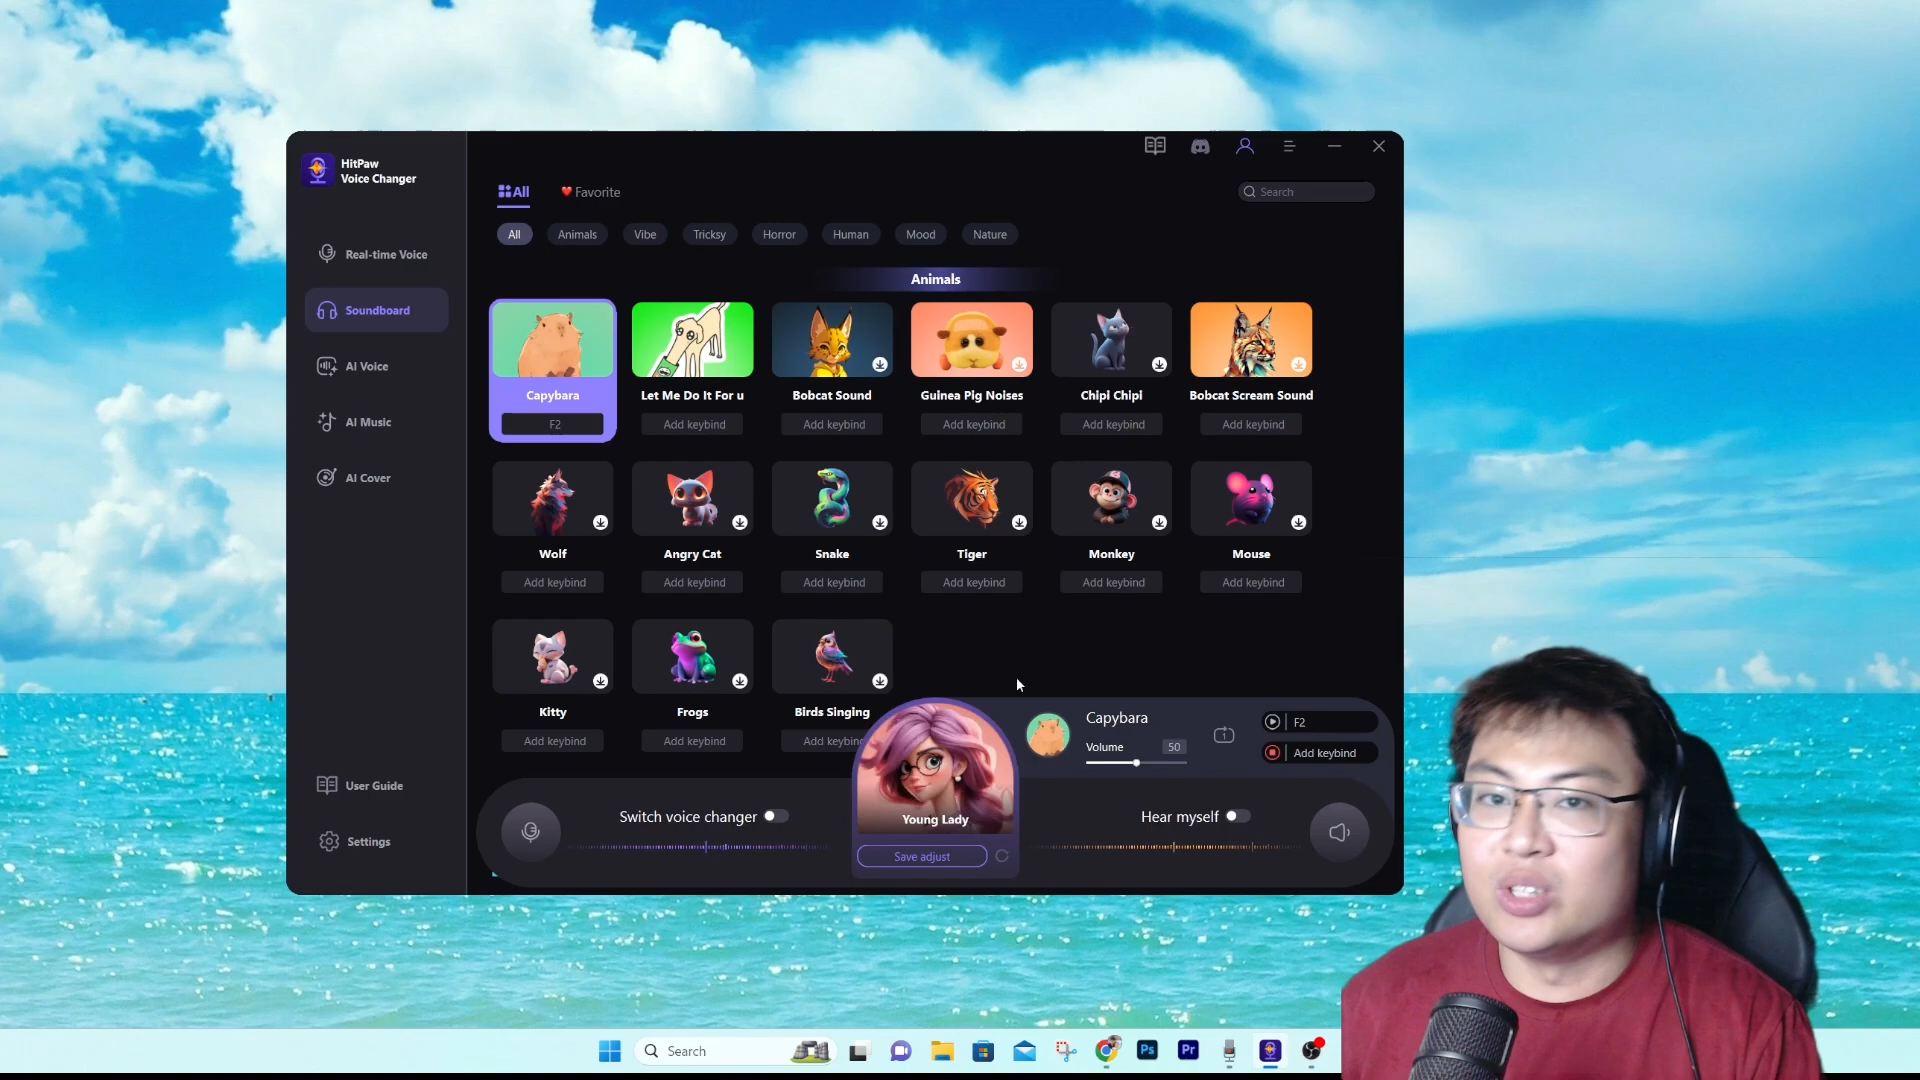 HitPaw
Voice Changer
All
Favorite
Search
All
Animals
Vibe
Tricksy
Horror
Human
Mood
Nature
Real-time Voice
Soundboard
AI Voice
AI Music
AI Cover
User Guide
Settings
Animals
Capybara
Let Me Do It For u
Bobcat Sound
Guinea Pig Noises
Chipi Chipi
Bobcat Scream Sound
F2
Add keybind
Add keybind
Add keybind
Add keybind
Add keybind
Wolf
Angry Cat
Snake
Tiger
Monkey
Mouse
Add keybind
Add keybind
Add keybind
Add keybind
Add keybind
Add keybind
Kitty
Frogs
Birds Singing
Add keybind
Add keybind
Add keybin
Capybara
Volume
50
1
F2
Add keybind
Switch voice changer
Young Lady
Save adjust
Hear myself
Search
Ps
Pr